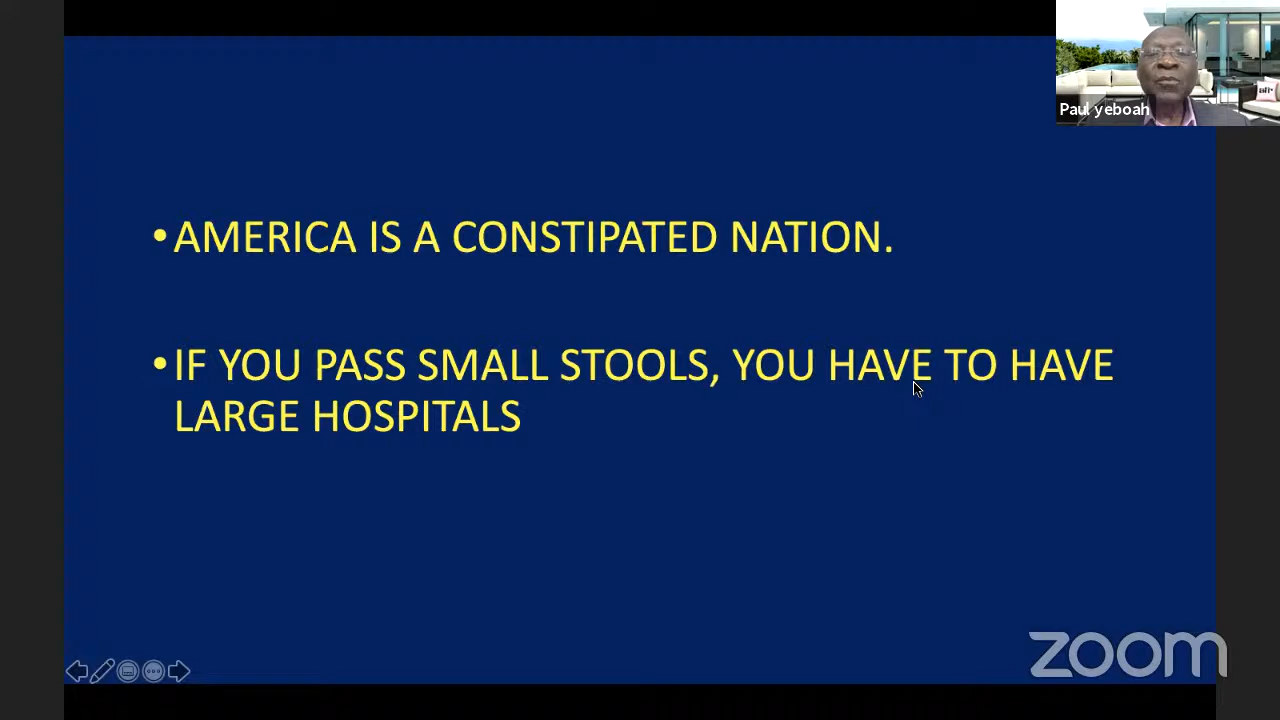 Paul yeboah
•AMERICA IS A CONSTIPATED NATION.
•IF YOU PASS SMALL STOOLS, YOU HAVE TO HAVE
LARGE HOSPITALS
zoom